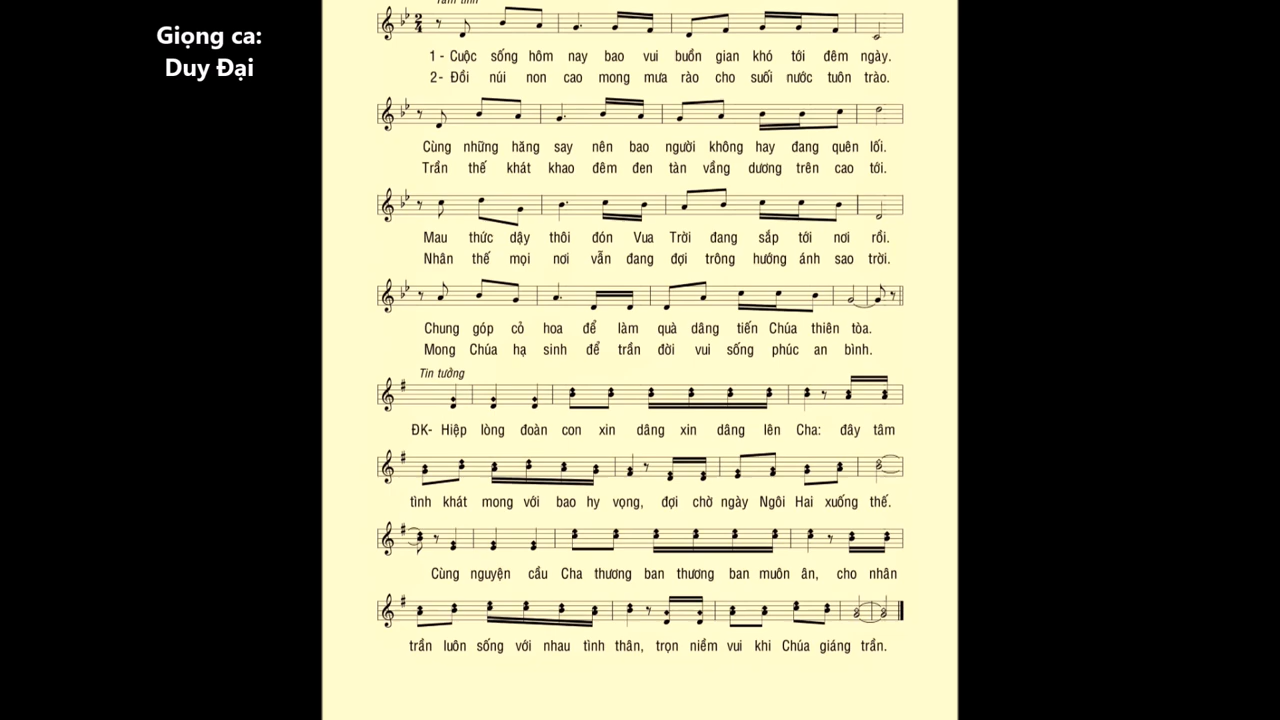 Giọng ca:
Duy Đại
Tâm tình
1 - Cuộc sống hôm nay bao vui buồn gian khó tới đêm ngày.
2- Đồi núi non cao mong mưa rào cho suối nước tuôn trào.
Cùng những hăng say nên bao người không hay đang quên lối.
Trần thế khát khao đêm đen tàn vầng dương trên cao tới.
Mau thức dậy thôi đón Vua Trời đang sắp tới nơi rồi.
Nhân thế mọi nơi vẫn đang đợi trông hướng ánh sao trời.
Chung góp cỏ hoa để làm quà dâng tiến Chúa thiên tòa.
Mong Chúa hạ sinh để trần đời vui sống phúc an bình.
Tin tưởng
ĐK- Hiệp lòng đoàn con xin dâng xin dâng lên Cha: đây tâm
tình khát mong với bao hy vọng, đợi chờ ngày Ngôi Hai xuống thế.
Cùng nguyện cầu Cha thương ban thương ban muôn ân, cho nhân
trần luôn sống với nhau tình thân, trọn niềm vui khi Chúa giáng trần.